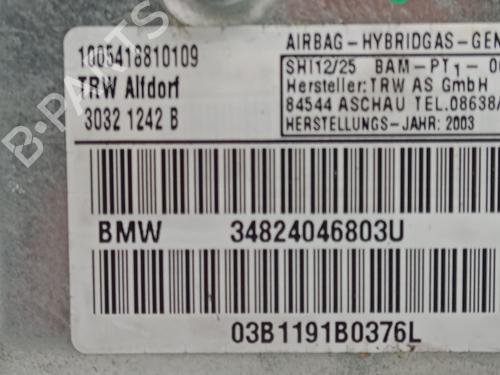 1005418810109
TRW Alfdorf
3032 1242 B
AIRBAG-HYBRIDGAS-GEN
SHI12/25 BAM-PT1-00
Hersteller: TRW AS GmbH
84544 ASCHAU TEL.08638/
HERSTELLUNGS-JAHR: 2003
BMW 34824046803U
03B1191B0376L
B-PARTS